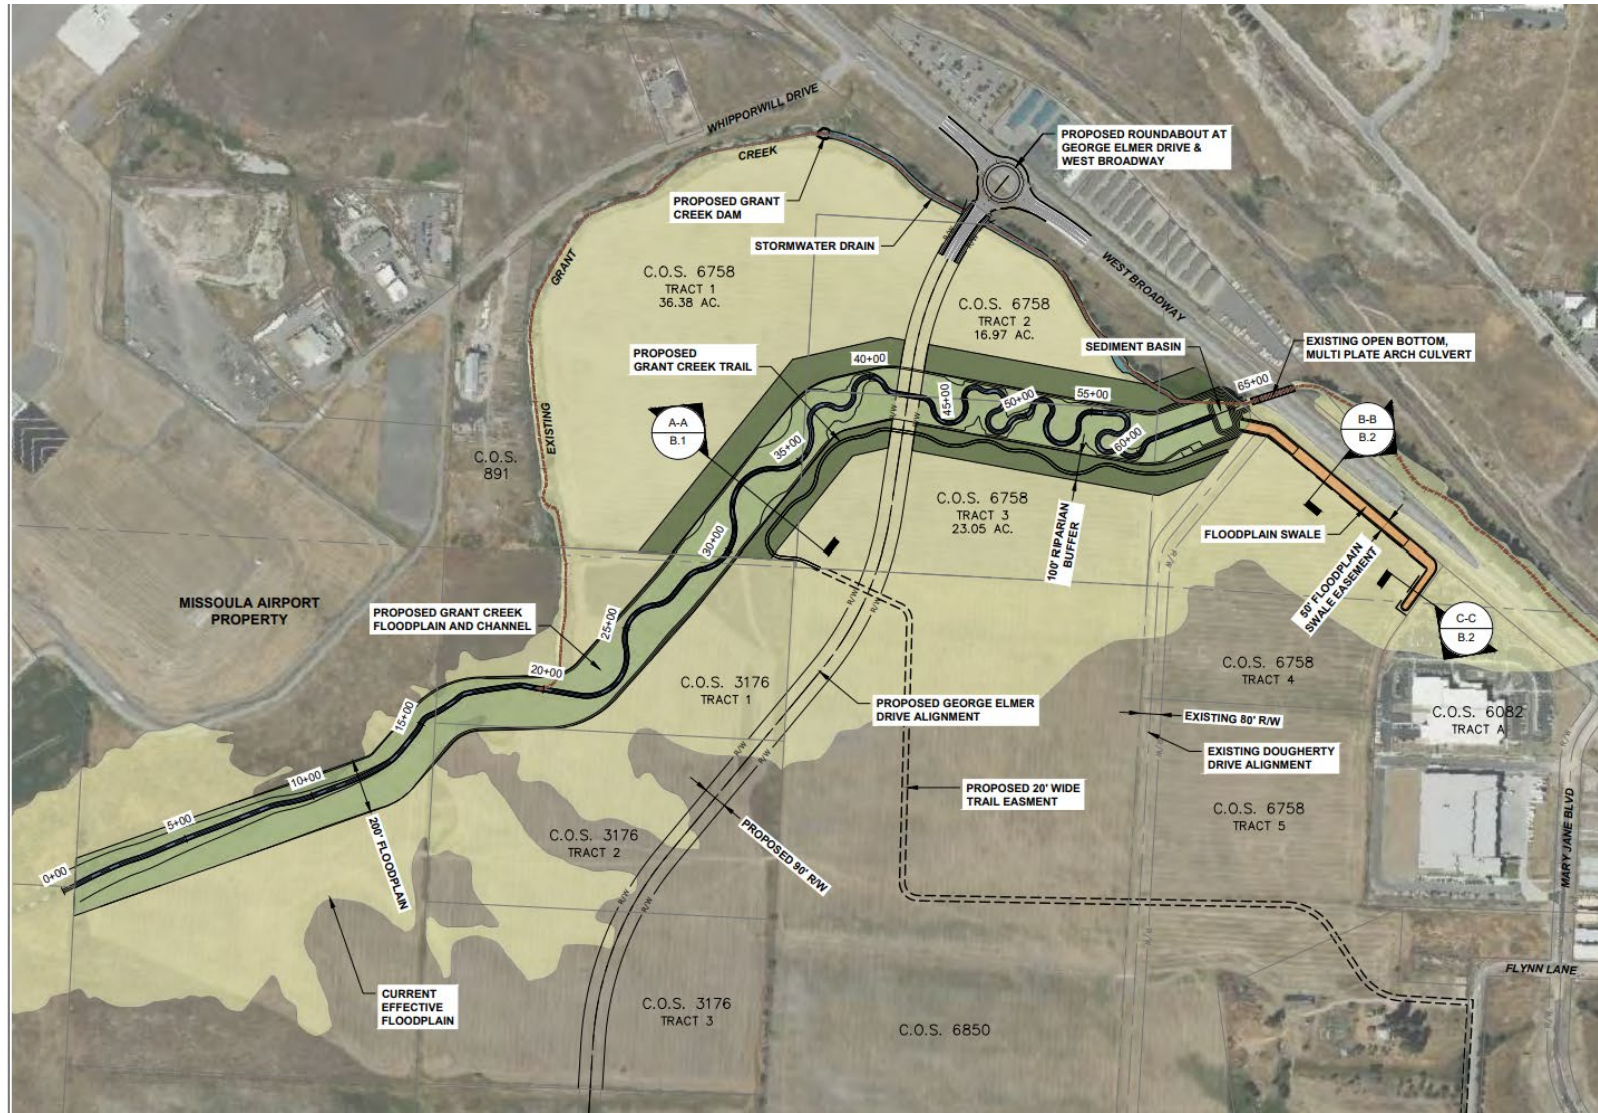 WHIPPORWILL DRIVE
CREEK
PROPOSED ROUNDABOUT AT
GEORGE ELMER DRIVE &
WEST BROADWAY
PROPOSED GRANT
CREEK DAM
STORMWATER DRAIN
R/W
R/W
GRANT
C.O.S. 6758
TRACT 1
36.38 AC.
WEST BROADWAY
C.O.S. 6758
TRACT 2
16.97 AC.
SEDIMENT BASIN
EXISTING OPEN BOTTOM,
MULTI PLATE ARCH CULVERT
PROPOSED
GRANT CREEK TRAIL
40+00
45+00
50+00
55+00
60+00
65+00
A-A
B.1
B-B
B.2
EXISTING
35+00
R/W
R/W
C.O.S.
891
C.O.S. 6758
TRACT 3
23.05 AC.
100' RIPARIAN
BUFFER
FLOODPLAIN SWALE
30+00
50' FLOODPLAIN
SWALE EASEMENT
R/W
R/W
R/W
R/W
MISSOULA AIRPORT
PROPERTY
PROPOSED GRANT CREEK
FLOODPLAIN AND CHANNEL
25+00
C-C
B.2
20+00
C.O.S. 6758
TRACT 4
C.O.S. 3176
TRACT 1
15+00
PROPOSED GEORGE ELMER
DRIVE ALIGNMENT
EXISTING 80' R/W
C.O.S. 6082
TRACT A
EXISTING DOUGHERTY
DRIVE ALIGNMENT
R/W
R/W
R/W
R/W
10+00
PROPOSED 20' WIDE
TRAIL EASMENT
5+00
C.O.S. 6758
TRACT 5
MARY JANE BLVD
200' FLOODPLAIN
C.O.S. 3176
TRACT 2
PROPOSED 90' R/W
0+00
R/W
R/W
R/W
FLYNN LANE
CURRENT
EFFECTIVE
FLOODPLAIN
C.O.S. 3176
TRACT 3
C.O.S. 6850
R/W